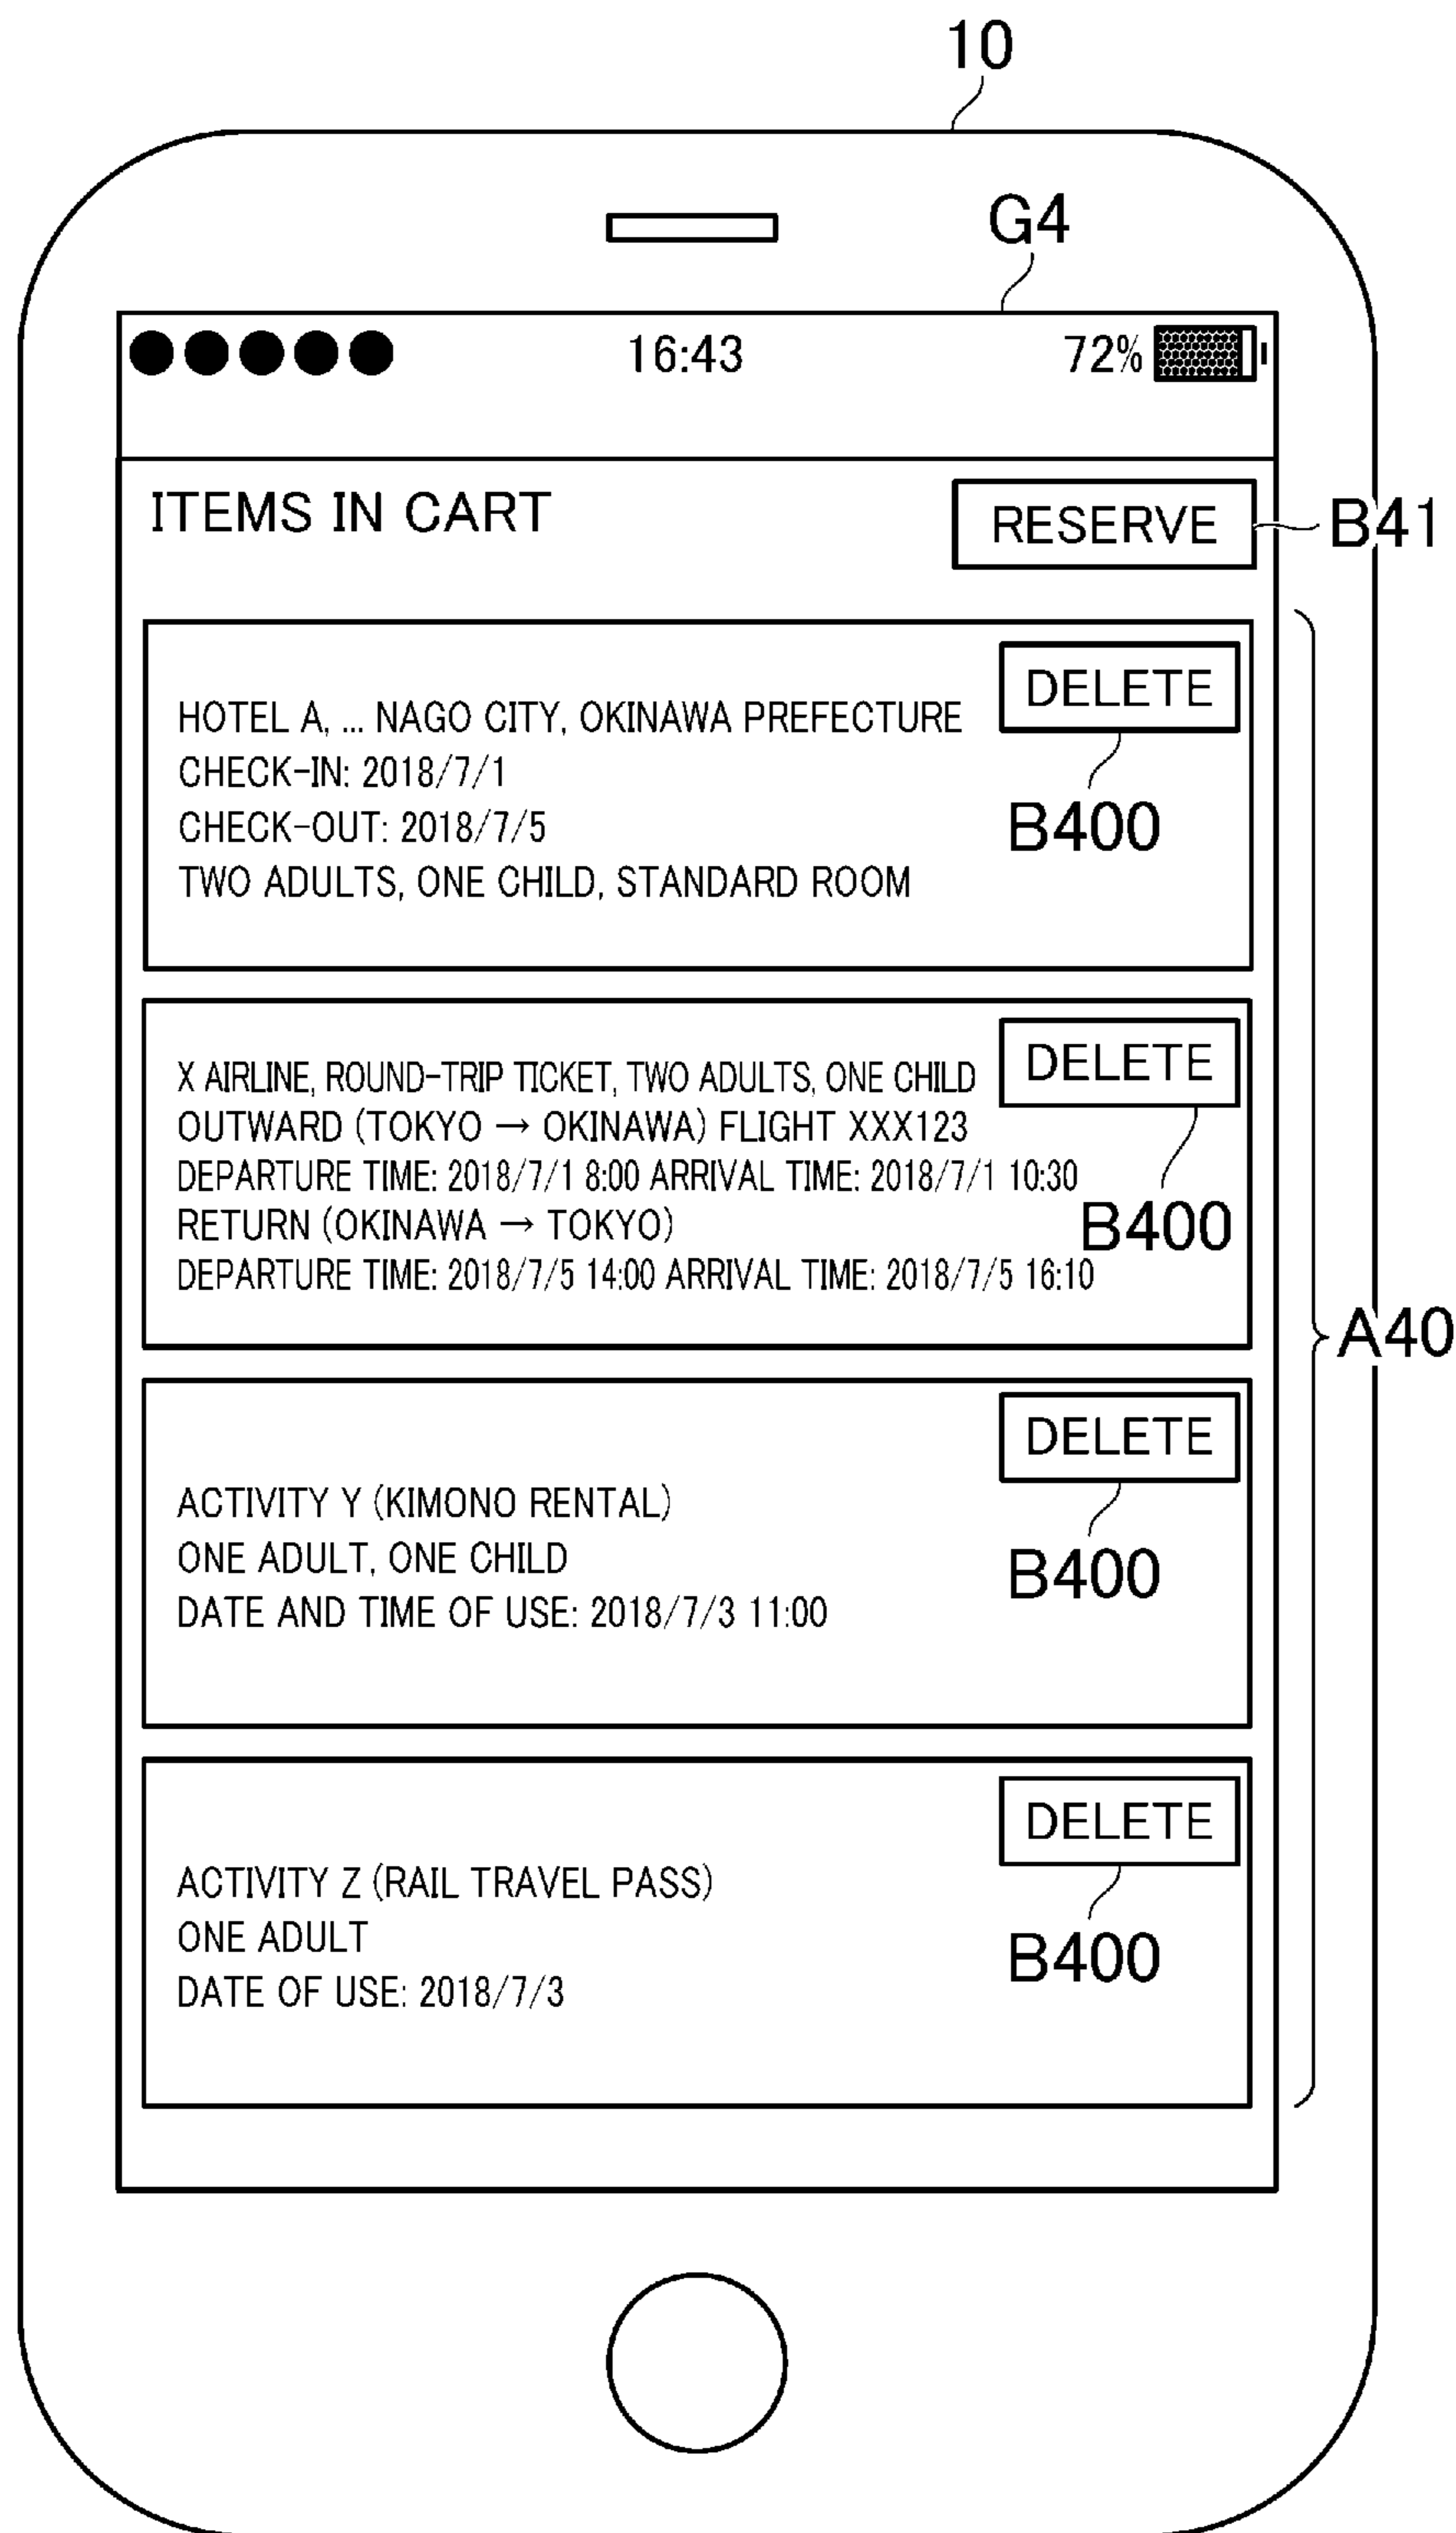 10
G4
16:43 72%
ITEMS IN CART
RESERVE
B41
DELETE
HOTEL A, ... NAGO CITY, OKINAWA PREFECTURE
CHECK-IN: 2018/7/1
CHECK-OUT: 2018/7/5
B400
TWO ADULTS, ONE CHILD, STANDARD ROOM
DELETE
X AIRLINE, ROUND-TRIP TICKET, TWO ADULTS, ONE CHILD
OUTWARD (TOKYO → OKINAWA) FLIGHT XXX123
DEPARTURE TIME: 2018/7/1 8:00 ARRIVAL TIME: 2018/7/1 10:30
RETURN (OKINAWA → TOKYO)
B400
DEPARTURE TIME: 2018/7/5 14:00 ARRIVAL TIME: 2018/7/5 16:10
A40
DELETE
ACTIVITY Y (KIMONO RENTAL)
ONE ADULT, ONE CHILD
B400
DATE AND TIME OF USE: 2018/7/3 11:00
DELETE
ACTIVITY Z (RAIL TRAVEL PASS)
ONE ADULT
B400
DATE OF USE: 2018/7/3